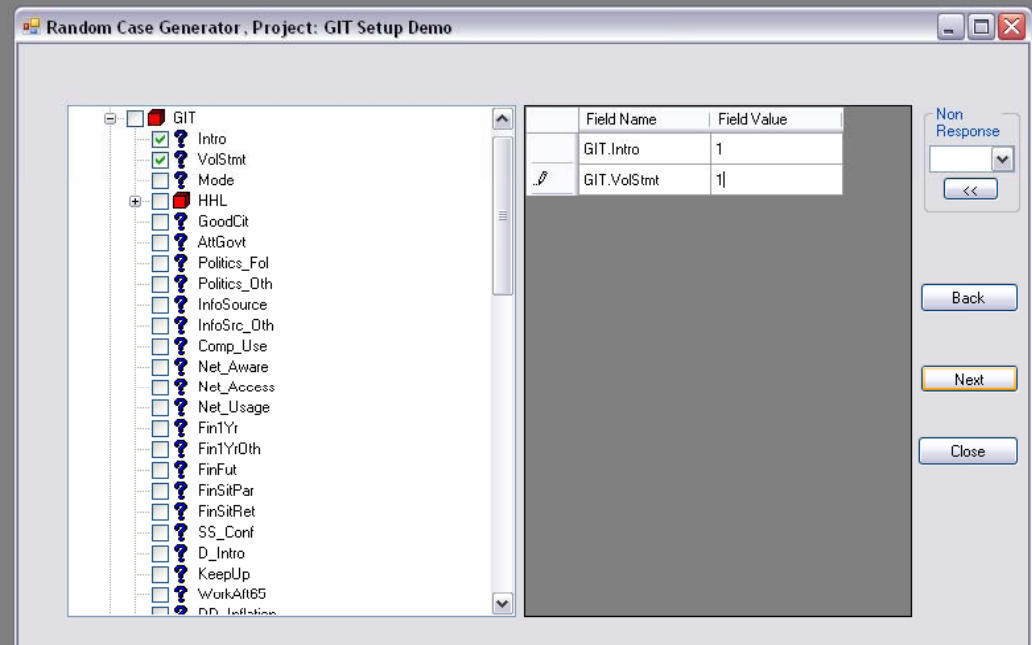 Random Case Generator, Project: GIT Setup Demo
GIT
Intro
VolStmt
Mode
HHL
GoodCit
AttGovt
Politics_Fol
Politics_Oth
InfoSource
InfoSrc_Oth
Comp_Use
Net_Aware
Net_Access
Net_Usage
Fin1Yr
Fin1YrOth
FinFut
FinSitPar
FinSitRet
SS_Conf
D_Intro
KeepUp
WorkAft65
DD_Inflation
Field Name Field Value
GIT.Intro 1
GIT.VolStmt 1
Non
Response
<<
Back
Next
Close